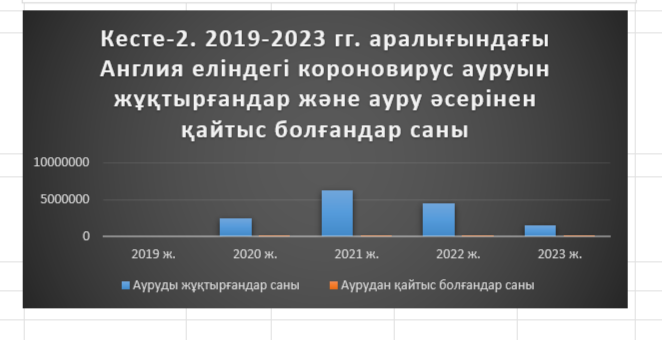 Кесте-2. 2019-2023 гг. аралығындағы
Англия еліндегі короновирус ауруын
жұқтырғандар және ауру әсерінен
қайтыс болғандар саны
10000000
5000000
0
2019 ж. 2020 ж. 2021 ж. 2022 ж. 2023 ж.
Ауруды жұқтырғандар саны Аурудан қайтыс болғандар саны